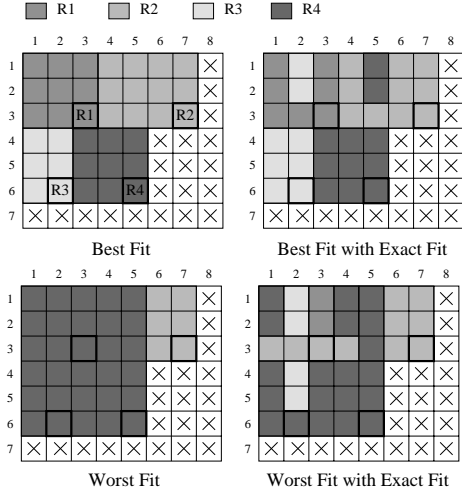 R1 R2 R3 R4
1 2 3 4 5 6 7 8 1 2 3 4 5 6 7 8
1 1
2 2
3 R1 R2 3
4 4
5 5
6 R3 R4 6
7 7
Best Fit Best Fit with Exact Fit
1 2 3 4 5 6 7 8 1 2 3 4 5 6 7 8
1 1
2 2
3 3
4 4
5 5
6 6
7 7
Worst Fit Worst Fit with Exact Fit